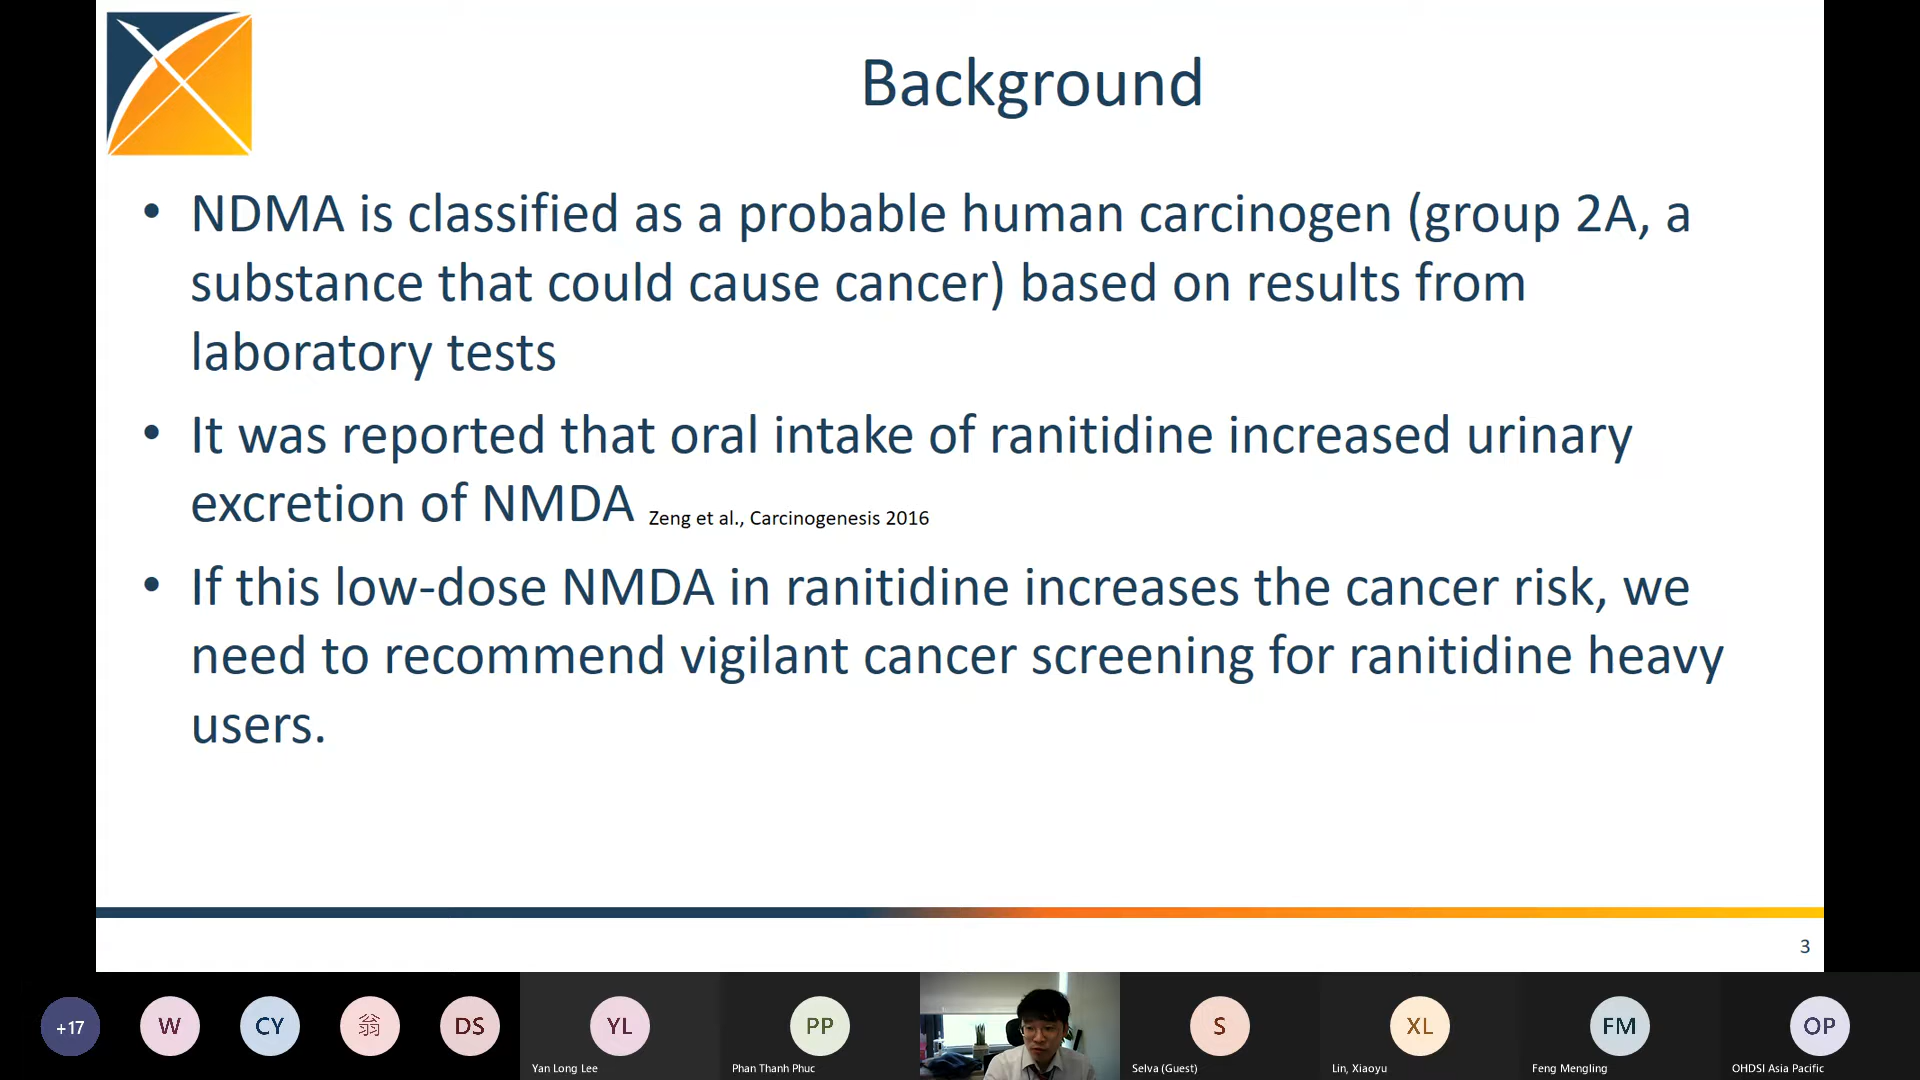 Background
• NDMA is classified as a probable human carcinogen (group 2A, a
substance that could cause cancer) based on results from
laboratory tests
• It was reported that oral intake of ranitidine increased urinary
excretion of NMDA Zeng et al., Carcinogenesis 2016
• If this low-dose NMDA in ranitidine increases the cancer risk, we
need to recommend vigilant cancer screening for ranitidine heavy
users.
3
+17
W
CY
翁
DS
YL
PP
S
XL
FM
OP
Yan Long Lee
Phan Thanh Phuc
Selva (Guest)
Lin, Xiaoyu
Feng Mengling
OHDSI Asia Pacific